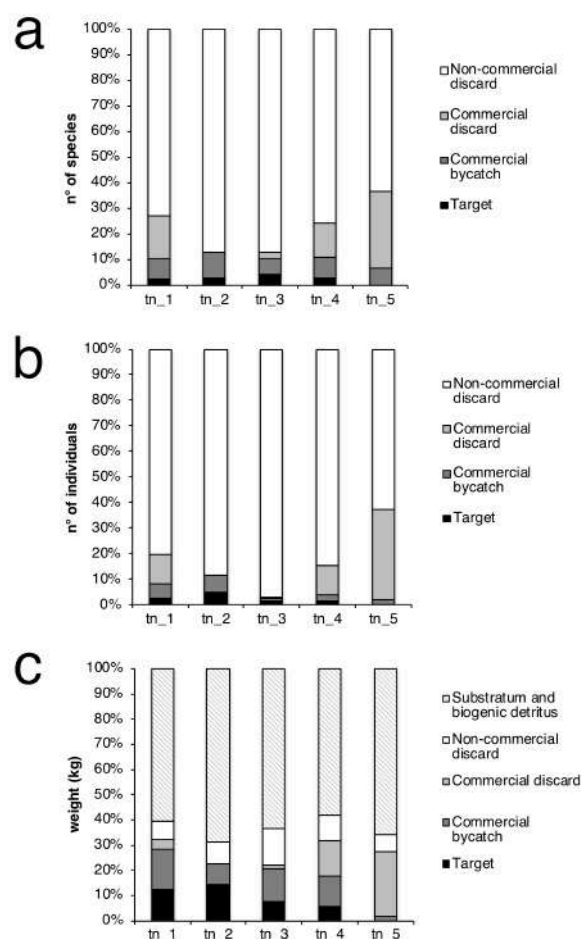 a
100%
90%
80%
70%
60%
50%
40%
30%
20%
10%
0%
n° of species
tn_1 tn_2 tn_3 tn_4 tn_5
Non-commercial
discard
Commercial
discard
Commercial
bycatch
Target
b
100%
90%
80%
70%
60%
50%
40%
30%
20%
10%
0%
n° of individuals
tn_1 tn_2 tn_3 tn_4 tn_5
Non-commercial
discard
Commercial
discard
Commercial
bycatch
Target
c
100%
90%
80%
70%
60%
50%
40%
30%
20%
10%
0%
weight (kg)
tn_1 tn_2 tn_3 tn_4 tn_5
Substratum and
biogenic detritus
Non-commercial
discard
Commercial discard
Commercial
bycatch
Target